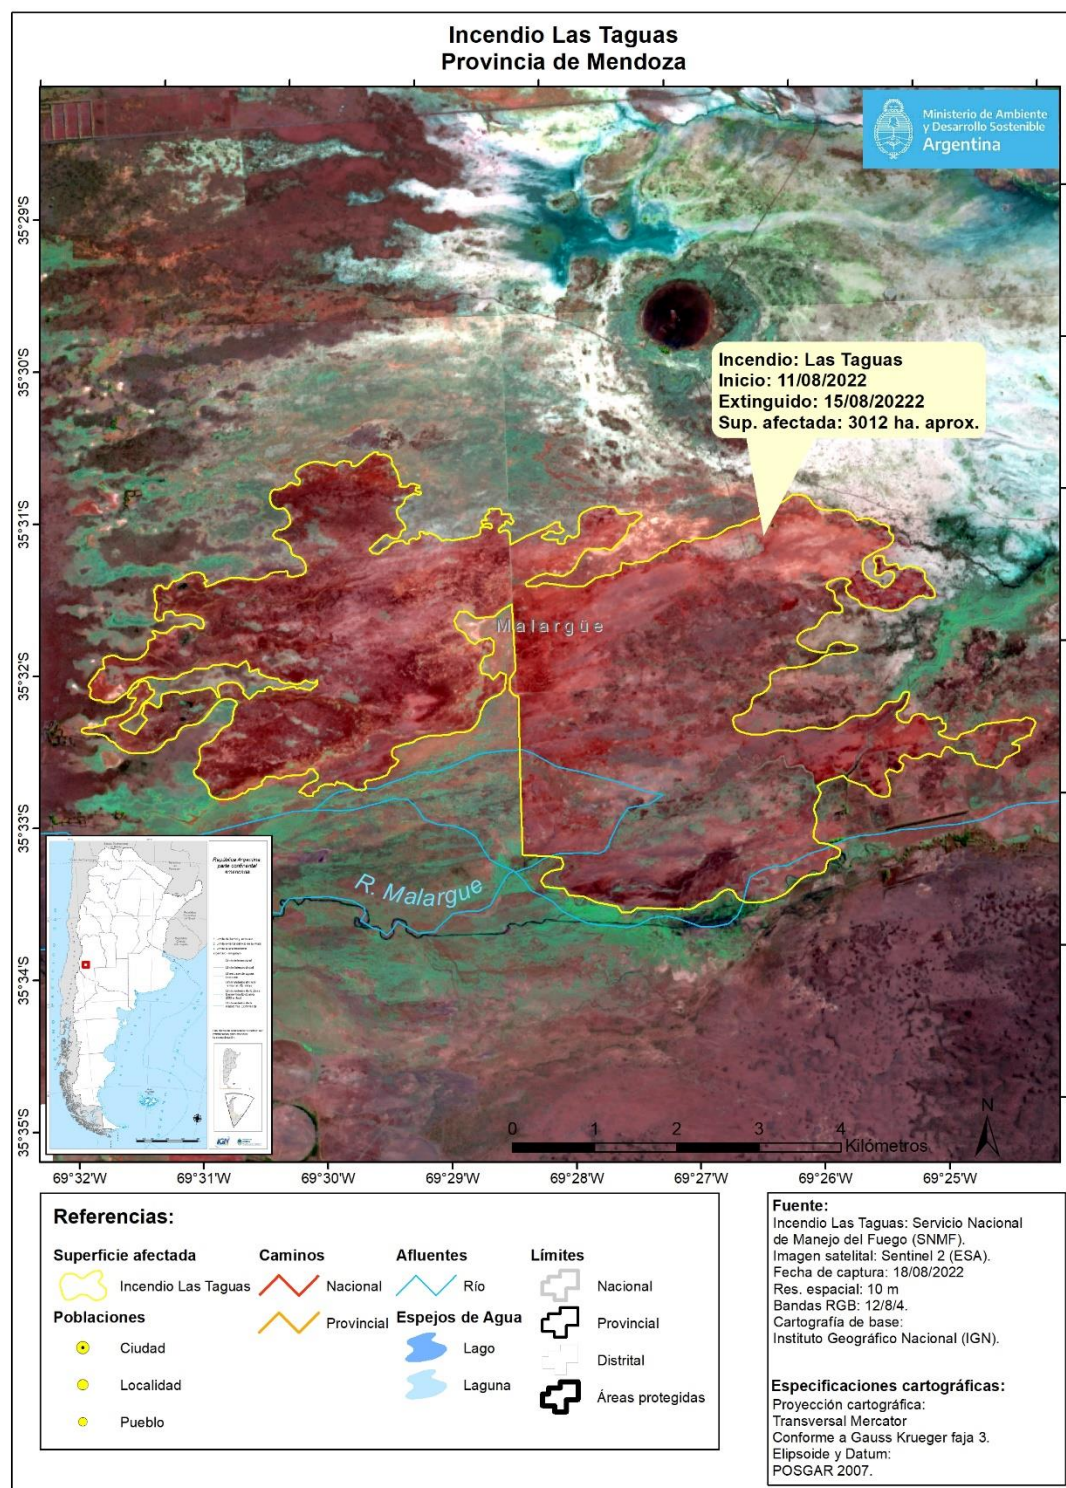 Incendio Las Taguas
Provincia de Mendoza
Ministerio de Ambiente
y Desarrollo Sostenible
Argentina
35°29'S
35°30'S
35°31'S
35°32'S
35°33'S
35°34'S
35°35'S
Incendio: Las Taguas
Inicio: 11/08/2022
Extinguido: 15/08/20222
Sup. afectada: 3012 ha. aprox.
Malargüe
R. Malargue
República Argentina
parte continental
americana
IGN
N
0 1 2 3 4
Kilómetros
69°32'W 69°31'W 69°30'W 69°29'W 69°28'W 69°27'W 69°26'W 69°25'W
Referencias:
Superficie afectada
Incendio Las Taguas
Poblaciones
Ciudad
Localidad
Pueblo
Caminos
Nacional
Provincial
Afluentes
Río
Espejos de Agua
Lago
Laguna
Límites
Nacional
Provincial
Distrital
Áreas protegidas
Fuente:
Incendio Las Taguas: Servicio Nacional
de Manejo del Fuego (SNMF).
Imagen satelital: Sentinel 2 (ESA).
Fecha de captura: 18/08/2022
Res. espacial: 10 m
Bandas RGB: 12/8/4.
Cartografía de base:
Instituto Geográfico Nacional (IGN).
Especificaciones cartográficas:
Proyección cartográfica:
Transversal Mercator
Conforme a Gauss Krueger faja 3.
Elipsoide y Datum:
POSGAR 2007.